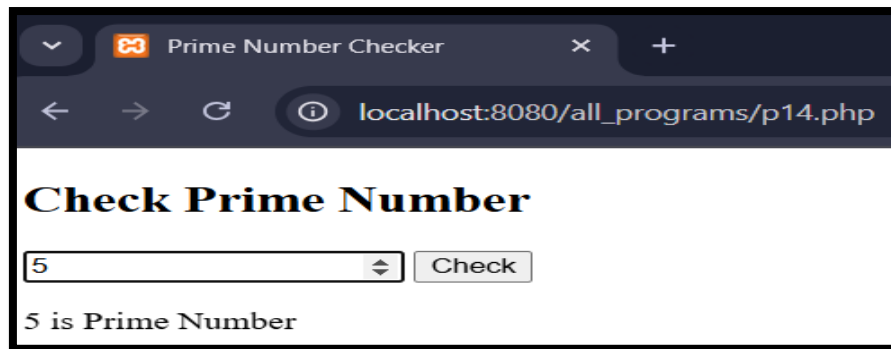 Prime Number Checker
localhost:8080/all_programs/p14.php
Check Prime Number
5 Check
5 is Prime Number